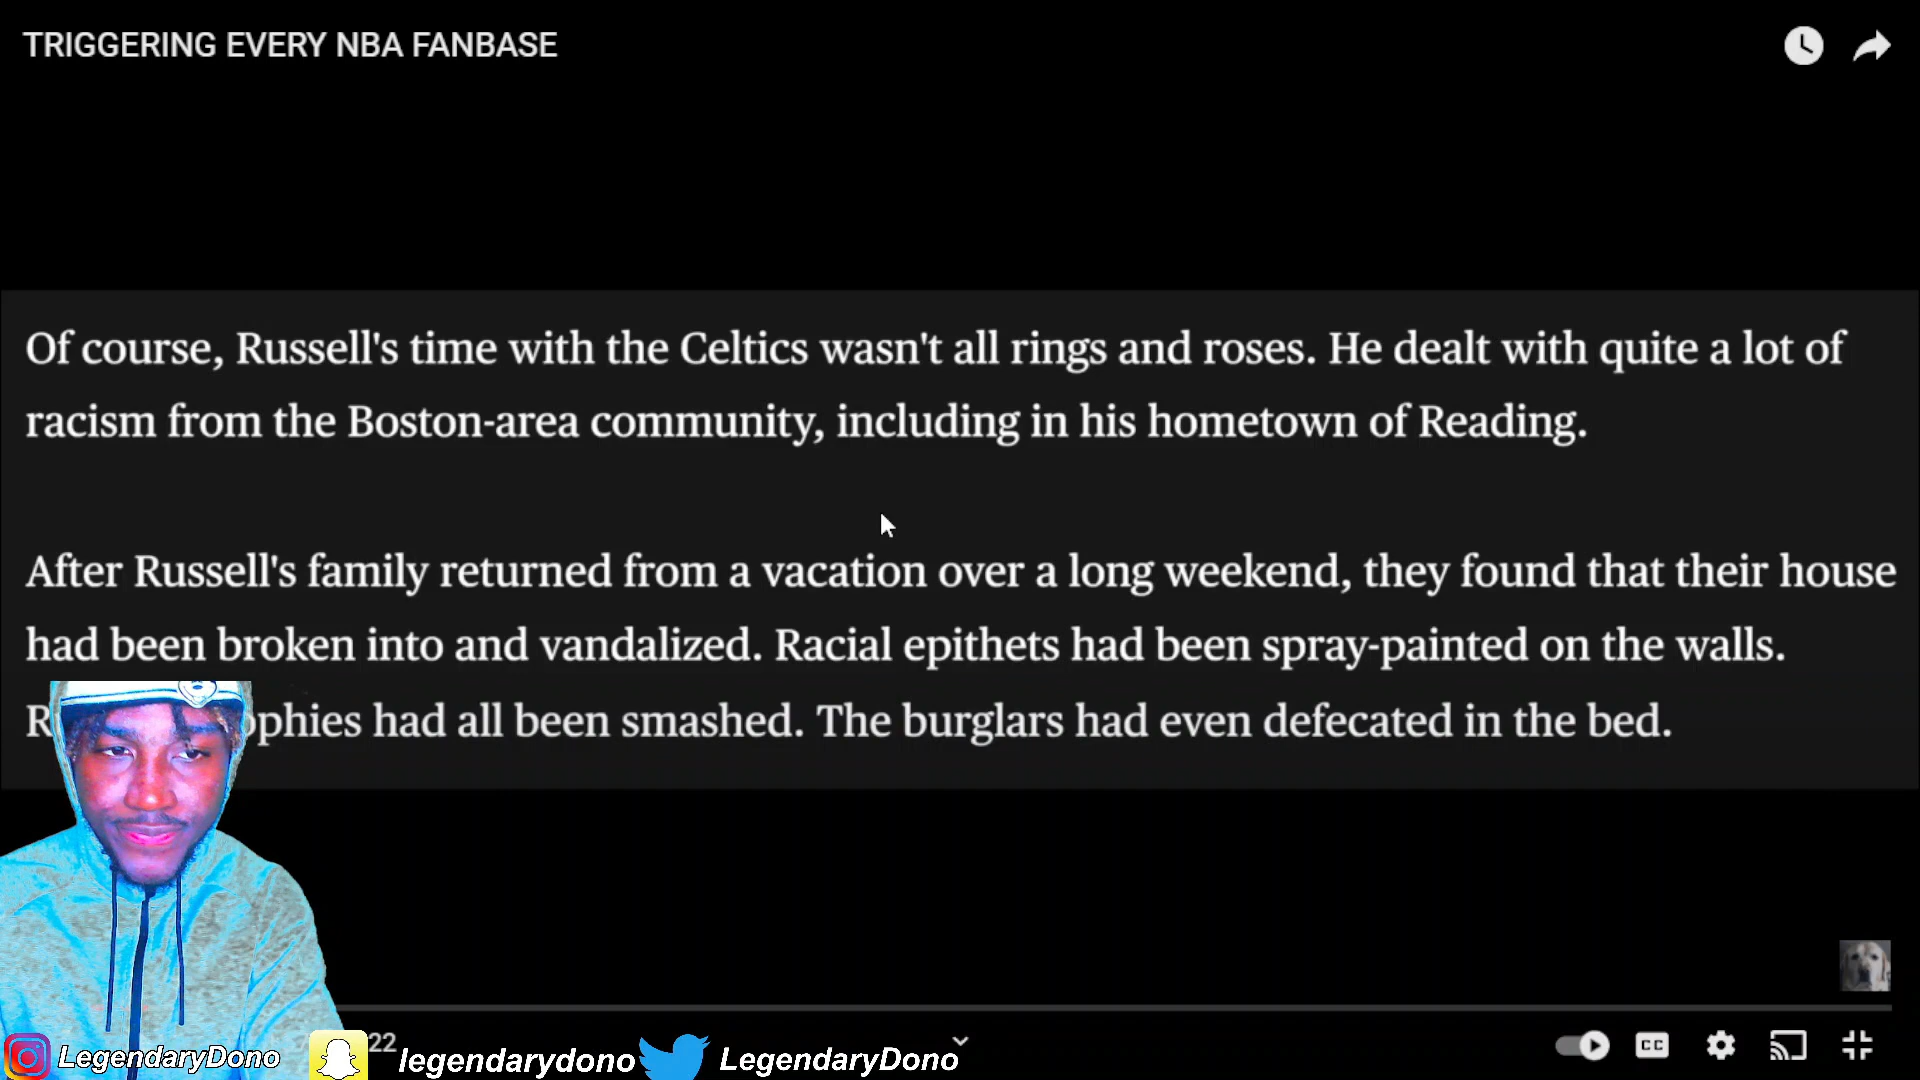 TRIGGERING EVERY NBA FANBASE
Of course, Russell's time with the Celtics wasn't all rings and roses. He dealt with quite a lot of
racism from the Boston-area community, including in his hometown of Reading.
After Russell's family returned from a vacation over a long weekend, they found that their house
had been broken into and vandalized. Racial epithets had been spray-painted on the walls.
had all been smashed. The burglars had even defecated in the bed.
22
CC
LegendaryDono legendarydono LegendaryDono